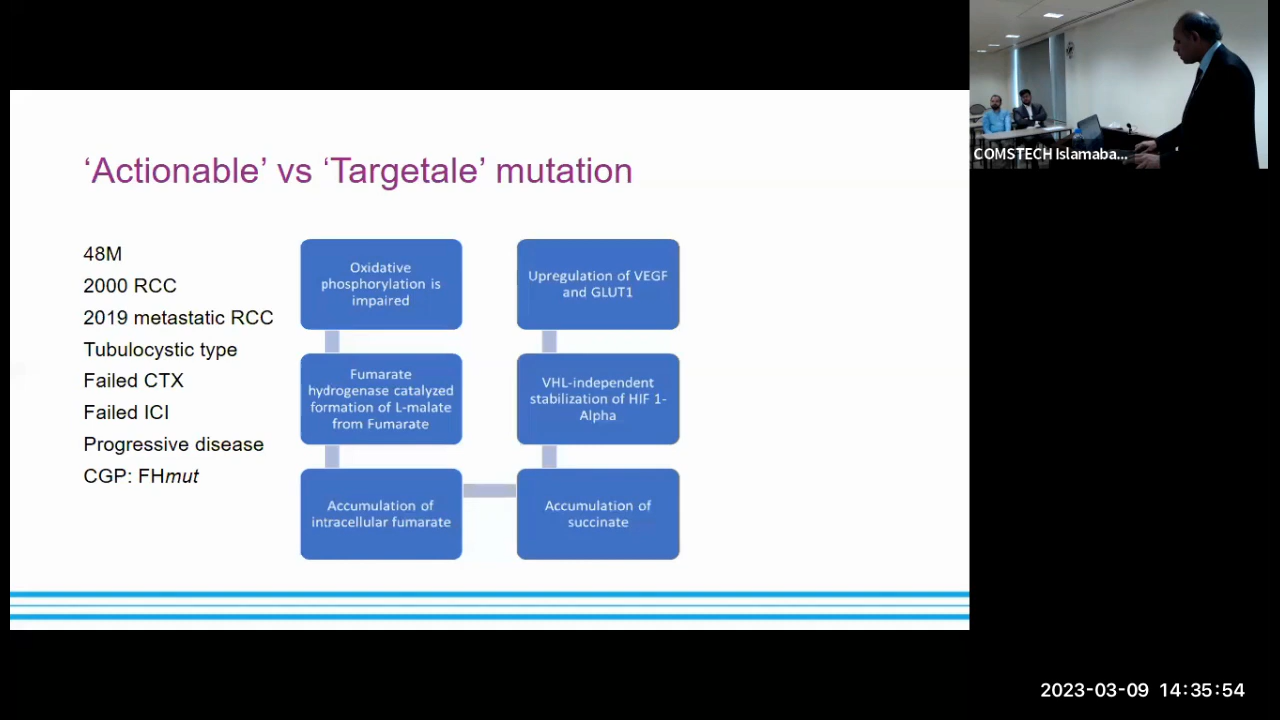 ‘Actionable’ vs ‘Targetale’ mutation
48M
2000 RCC
2019 metastatic RCC
Tubulocystic type
Failed CTX
Failed ICI
Progressive disease
CGP: FHmut
Oxidative
phosphorylation is
impaired
Fumarate
hydrogenase catalyzed
formation of L-malate
from Fumarate
Accumulation of
intracellular fumarate
Accumulation of
succinate
VHL-independent
stabilization of HIF 1-
Alpha
Upregulation of VEGF
and GLUT1
COMSTECH Islamaba...
2023-03-09 14:35:54